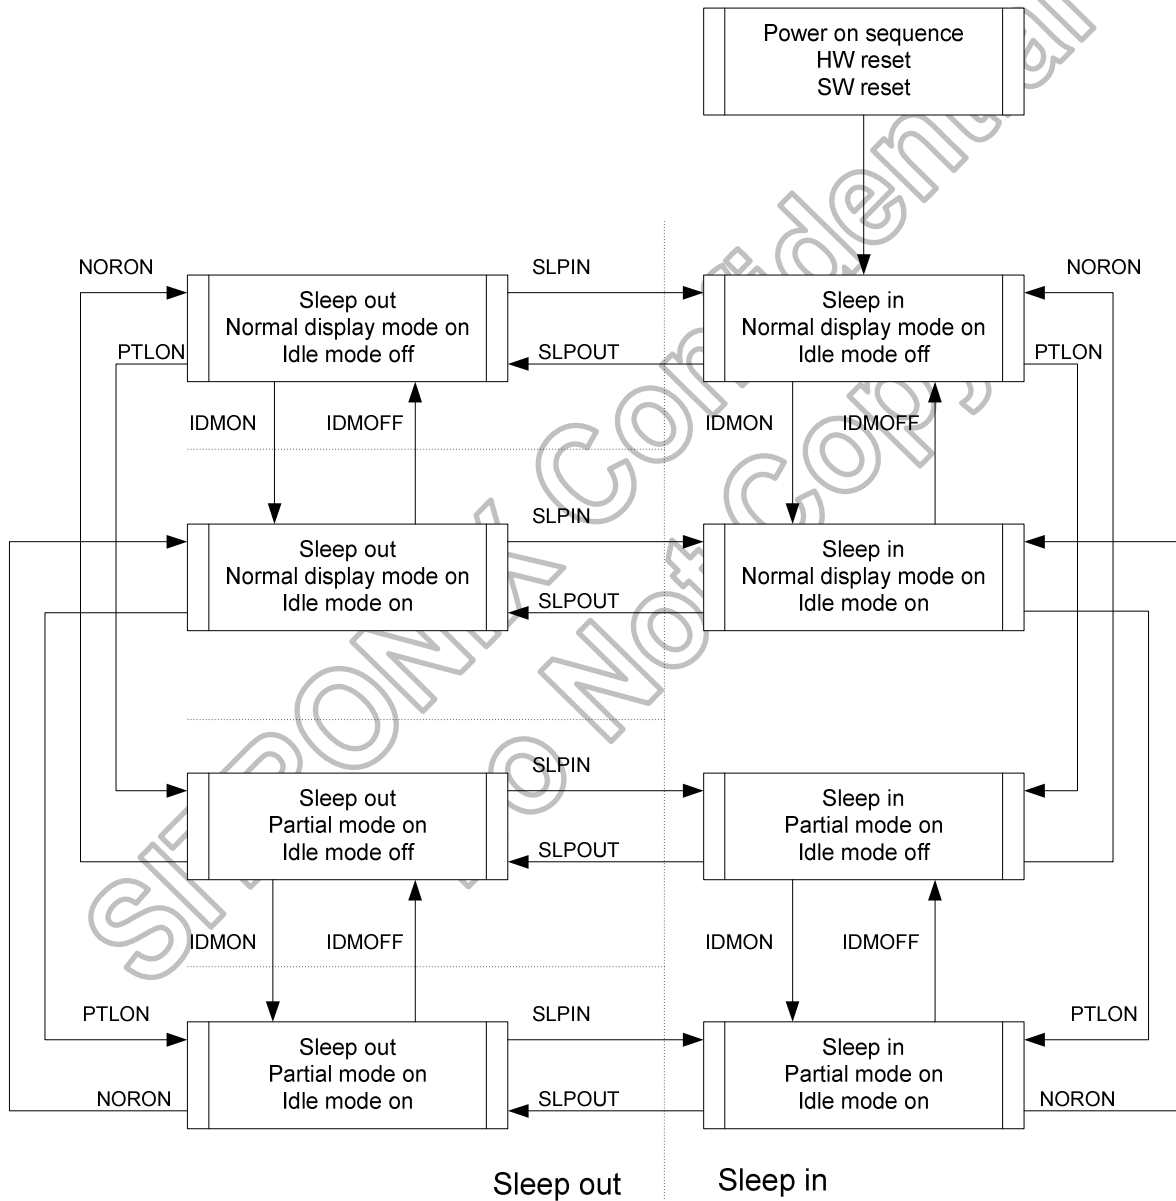 Power on sequence
HW reset
SW reset
NORON
SLPIN
NORON
Sleep out
Normal display mode on
Idle mode off
Sleep in
Normal display mode on
Idle mode off
PTLON
SLPOUT
PTLON
IDMON
IDMOFF
IDMON
IDMOFF
SLPIN
Sleep out
Normal display mode on
Idle mode on
Sleep in
Normal display mode on
Idle mode on
SLPOUT
SLPIN
Sleep out
Partial mode on
Idle mode off
Sleep in
Partial mode on
Idle mode off
SLPOUT
IDMON
IDMOFF
IDMON
IDMOFF
PTLON
SLPIN
PTLON
Sleep out
Partial mode on
Idle mode on
Sleep in
Partial mode on
Idle mode on
NORON
SLPOUT
NORON
Sleep out
Sleep in
SITRONIX Confidential
Do Not Copy